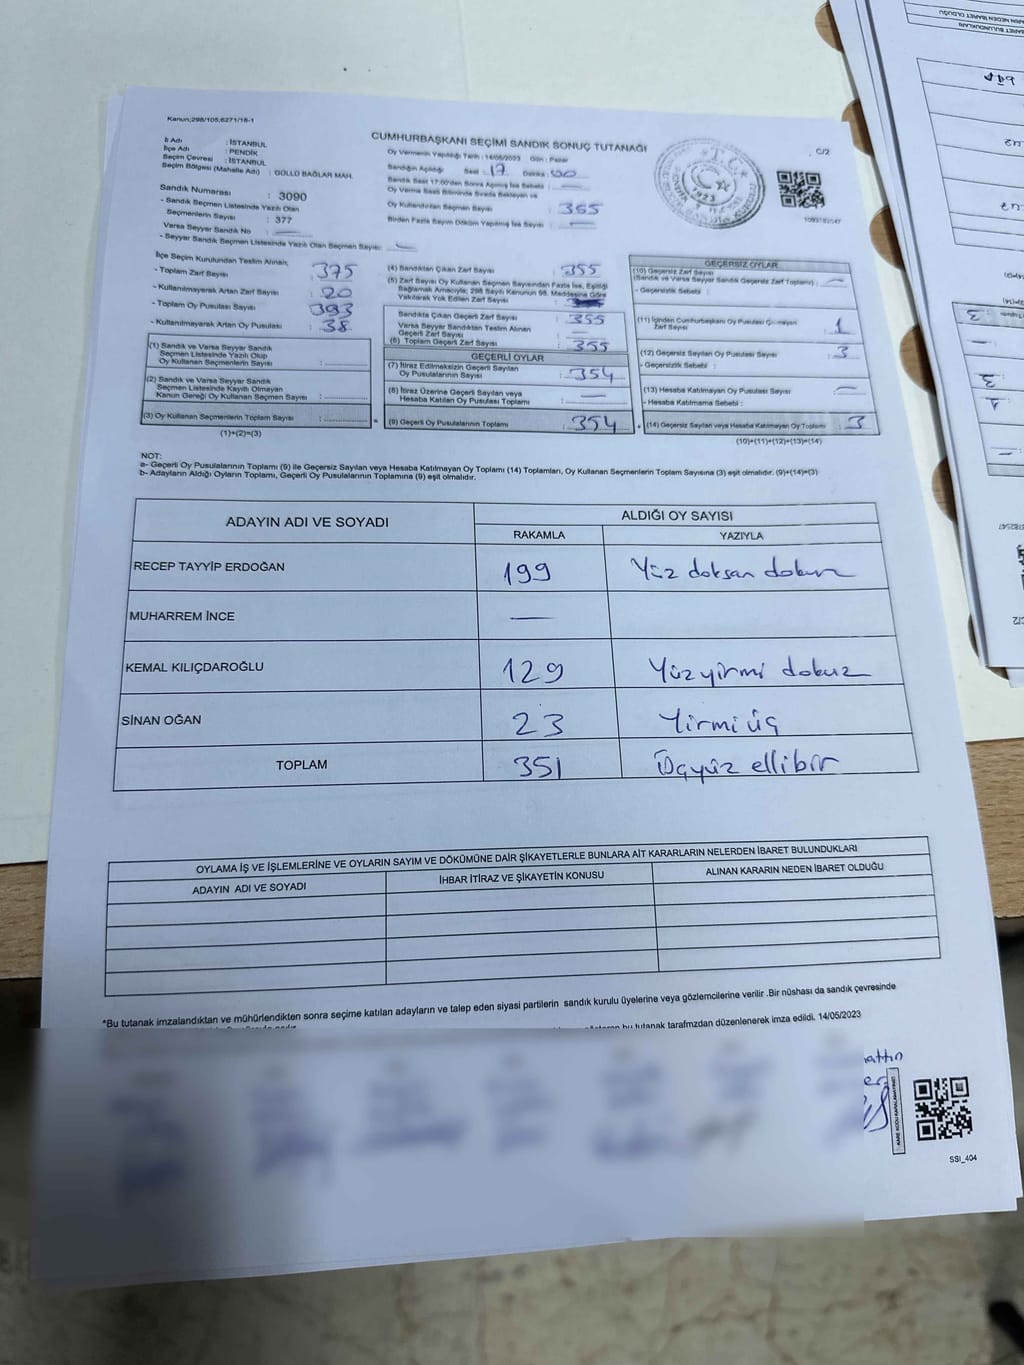 Kanun;298/105,6271/18-1
CUMHURBAŞKANI SEÇİMİ SANDIK SONUÇ TUTANAĞI
C/2
İl Adı : İSTANBUL
İlçe Adı : PENDİK
Seçim Çevresi : İSTANBUL
Seçim Bölgesi (Mahalle Adı) : GÜLLÜ BAĞLAR MAH.
Sandık Numarası : 3090
- Sandık Seçmen Listesinde Yazılı Olan
Seçmenlerin Sayısı : 377
Varsa Seyyar Sandık No : —
- Seyyar Sandık Seçmen Listesinde Yazılı Olan Seçmen Sayısı: —
Oy Vermenin Yapıldığı Tarih : 14/05/2023 Gün : Pazar
Sandığın Açıldığı Saat : 17 Dakika : 00
Sandık Saat 17:00'den Sonra Açılmış İse Sebebi : —
Oy Verme Saati Bitiminde Sırada Bekleyen ve
Oy Kullandırılan Seçmen Sayısı : 365
Birden Fazla Sayım Döküm Yapılmış İse Sayısı : —
İlçe Seçim Kurulundan Teslim Alınan;
- Toplam Zarf Sayısı : 375
- Kullanılmayarak Artan Zarf Sayısı : 20
- Toplam Oy Pusulası Sayısı : 393
- Kullanılmayarak Artan Oy Pusulası : 38
(1) Sandık ve Varsa Seyyar Sandık
Seçmen Listesinde Yazılı Olup
Oy Kullanan Seçmenlerin Sayısı :
(2) Sandık ve Varsa Seyyar Sandık
Seçmen Listesinde Kayıtlı Olmayan
Kanun Gereği Oy Kullanan Seçmen Sayısı :
(3) Oy Kullanan Seçmenlerin Toplam Sayısı :
(1)+(2)=(3)
(4) Sandıktan Çıkan Zarf Sayısı : 355
(5) Zarf Sayısı Oy Kullanan Seçmen Sayısından Fazla İse, Eşitliği
Sağlamak Amacıyla; 298 Sayılı Kanunun 98. Maddesine Göre
Yakılarak Yok Edilen Zarf Sayısı
Sandıkta Çıkan Geçerli Zarf Sayısı : 355
Varsa Seyyar Sandıktan Teslim Alınan
Geçerli Zarf Sayısı : —
(6) Toplam Geçerli Zarf Sayısı : 355
GEÇERLİ OYLAR
(7) İtiraz Edilmeksizin Geçerli Sayılan
Oy Pusulalarının Sayısı : 354
(8) İtiraz Üzerine Geçerli Sayılan veya
Hesaba Katılan Oy Pusulası Toplamı : —
(9) Geçerli Oy Pusulalarının Toplamı : 354
GEÇERSİZ OYLAR
(10) Geçersiz Zarf Sayısı
(Sandık ve Varsa Seyyar Sandık Geçersiz Zarf Toplamı) : —
- Geçersizlik Sebebi :
(11) İçinden Cumhurbaşkanı Oy Pusulası Çıkmayan
Zarf Sayısı : 1
(12) Geçersiz Sayılan Oy Pusulası Sayısı : 3
- Geçersizlik Sebebi :
(13) Hesaba Katılmayan Oy Pusulası Sayısı : —
- Hesaba Katılmama Sebebi :
(14) Geçersiz Sayılan veya Hesaba Katılmayan Oy Toplamı : 3
(10)+(11)+(12)+(13)=(14)
NOT:
a- Geçerli Oy Pusulalarının Toplamı (9) ile Geçersiz Sayılan veya Hesaba Katılmayan Oy Toplamı (14) Toplamları, Oy Kullanan Seçmenlerin Toplam Sayısına (3) eşit olmalıdır. (9)+(14)=(3)
b- Adayların Aldığı Oyların Toplamı, Geçerli Oy Pusulalarının Toplamına (9) eşit olmalıdır.
ADAYIN ADI VE SOYADI
ALDIĞI OY SAYISI
RAKAMLA YAZIYLA
RECEP TAYYİP ERDOĞAN 199 Yüz doksan dokuz
MUHARREM İNCE —
KEMAL KILIÇDAROĞLU 129 Yüz yirmi dokuz
SİNAN OĞAN 23 Yirmi üç
TOPLAM 351 Üçyüz ellibir
OYLAMA İŞ VE İŞLEMLERİNE VE OYLARIN SAYIM VE DÖKÜMÜNE DAİR ŞİKAYETLERLE BUNLARA AİT KARARLARIN NELERDEN İBARET BULUNDUKLARI
ADAYIN ADI VE SOYADI İHBAR İTİRAZ VE ŞİKAYETİN KONUSU ALINAN KARARIN NEDEN İBARET OLDUĞU
*Bu tutanak imzalandıktan ve mühürlendikten sonra seçime katılan adayların ve talep eden siyasi partilerin sandık kurulu üyelerine veya gözlemcilerine verilir .Bir nüshası da sandık çevresinde
bu tutanak tarafımızdan düzenlenerek imza edildi. 14/05/2023
SSI_404